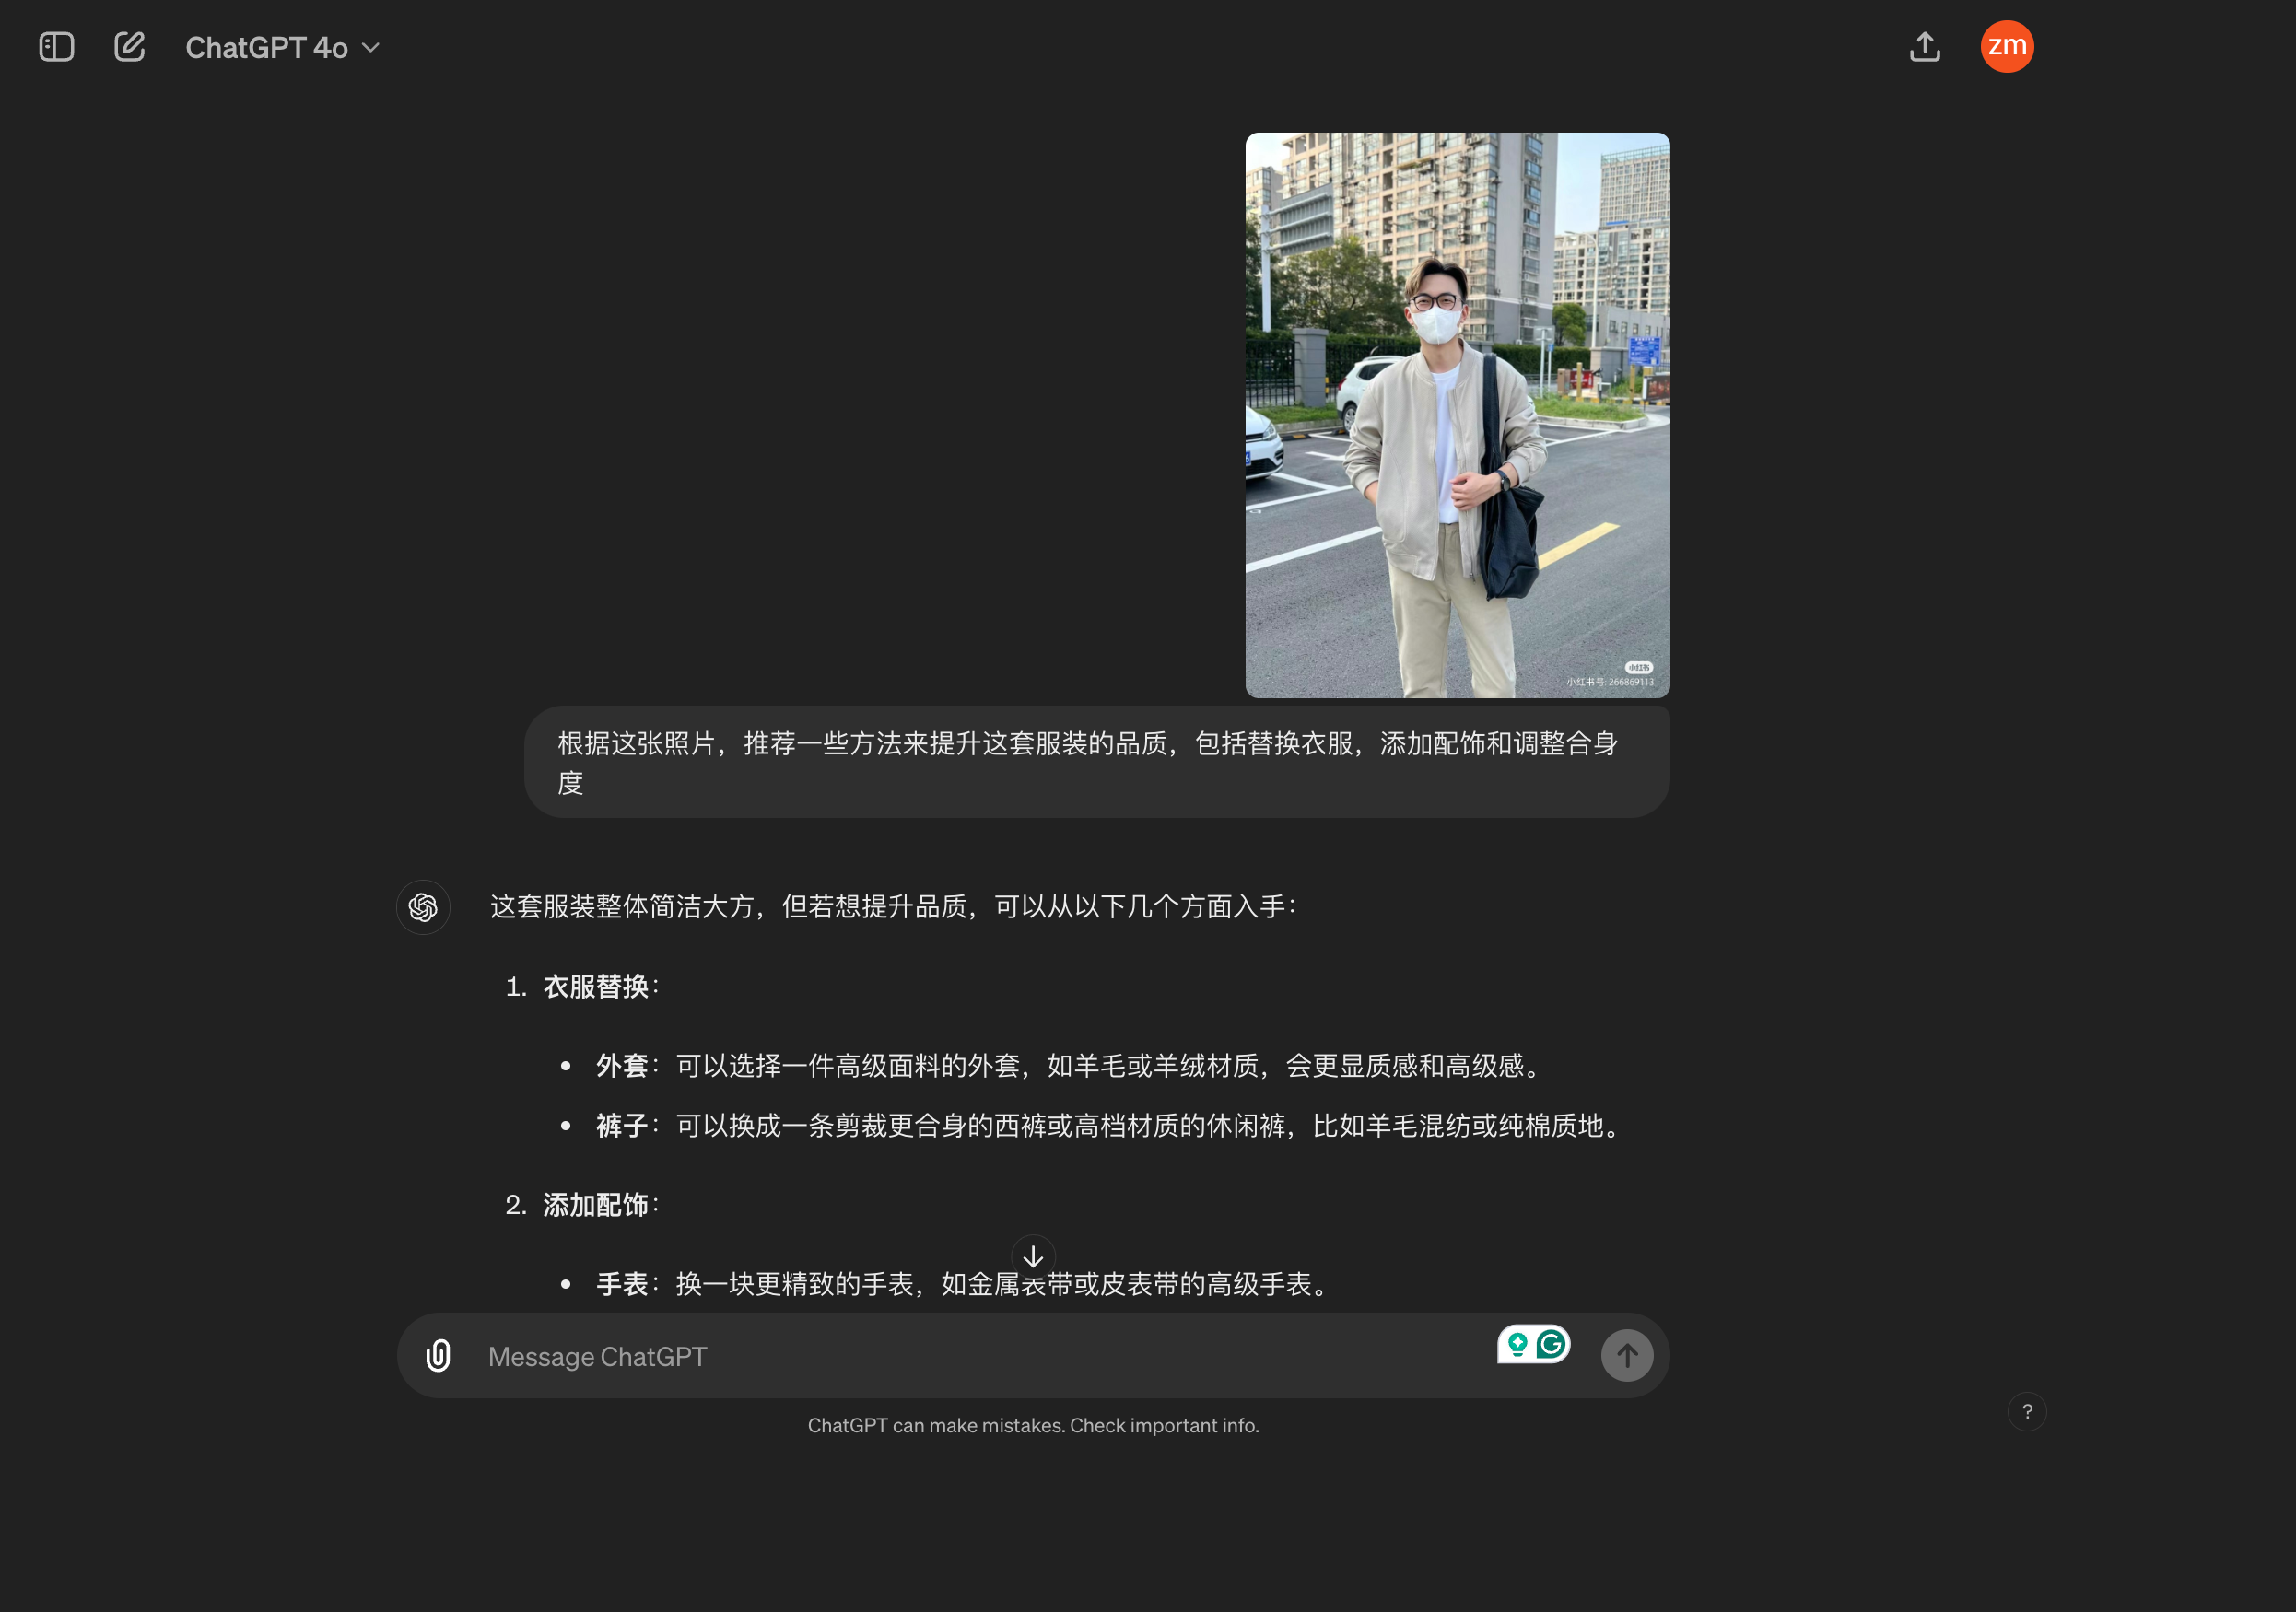 ChatGPT 4o
zm
小红书
小红书号: 266869113
根据这张照片，推荐一些方法来提升这套服装的品质，包括替换衣服，添加配饰和调整合身
度
这套服装整体简洁大方，但若想提升品质，可以从以下几个方面入手：
1. 衣服替换：
• 外套：可以选择一件高级面料的外套，如羊毛或羊绒材质，会更显质感和高级感。
• 裤子：可以换成一条剪裁更合身的西裤或高档材质的休闲裤，比如羊毛混纺或纯棉质地。
2. 添加配饰：
• 手表：换一块更精致的手表，如金属表带或皮表带的高级手表。
Message ChatGPT
ChatGPT can make mistakes. Check important info.
?